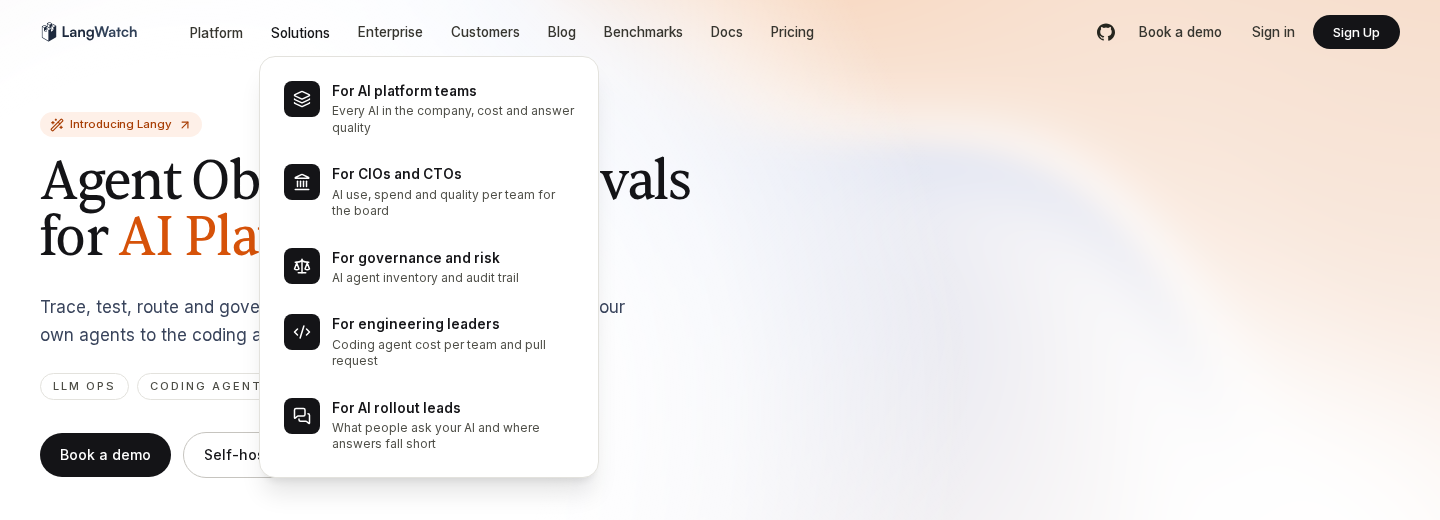 LangWatch
Platform
Solutions
Enterprise
Customers
Blog
Benchmarks
Docs
Pricing
Book a demo
Sign in
Sign Up
For AI platform teams
Every AI in the company, cost and answer
quality
For CIOs and CTOs
AI use, spend and quality per team for
the board
For governance and risk
AI agent inventory and audit trail
For engineering leaders
Coding agent cost per team and pull
request
For AI rollout leads
What people ask your AI and where
answers fall short
Introducing Langy
Agent Ob vals
for AI Pla
Trace, test, route and gove our
own agents to the coding a
LLM OPS
CODING AGENT
Book a demo
Self-hos